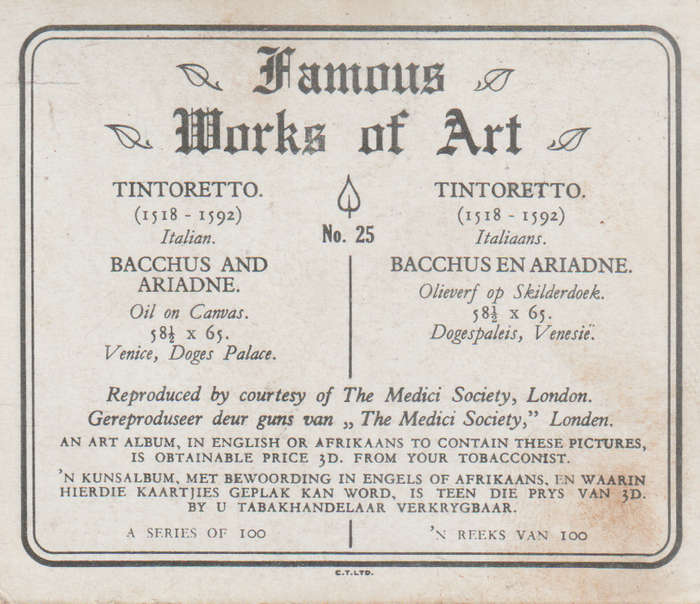 Famous
Works of Art
TINTORETTO.
(1518 - 1592)
Italian.
BACCHUS AND
ARIADNE.
Oil on Canvas.
58½ x 65.
Venice, Doges Palace.
No. 25
TINTORETTO.
(1518 - 1592)
Italiaans.
BACCHUS EN ARIADNE.
Olieverf op Skilderdoek.
58½ x 65.
Dogespaleis, Venesië.
Reproduced by courtesy of The Medici Society, London.
Gereproduseer deur guns van „ The Medici Society,” Londen.
AN ART ALBUM, IN ENGLISH OR AFRIKAANS TO CONTAIN THESE PICTURES,
IS OBTAINABLE PRICE 3D. FROM YOUR TOBACCONIST.
'N KUNSALBUM, MET BEWOORDING IN ENGELS OF AFRIKAANS, EN WAARIN
HIERDIE KAARTJIES GEPLAK KAN WORD, IS TEEN DIE PRYS VAN 3D.
BY U TABAKHANDELAAR VERKRYGBAAR.
A SERIES OF 100
'N REEKS VAN 100
C.T.LTD.